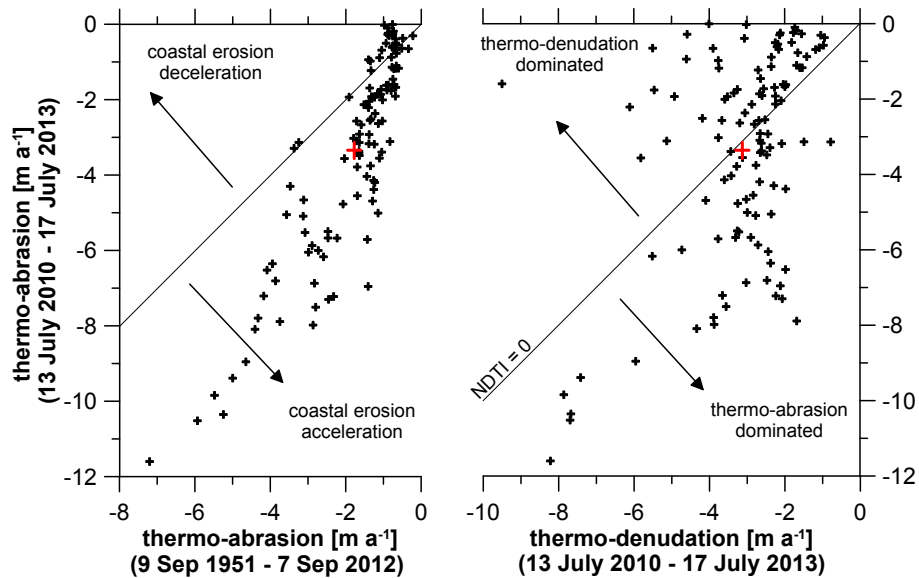 0
-2
-4
-6
-8
-10
-12
thermo-abrasion [m a⁻¹]
(13 July 2010 - 17 July 2013)
coastal erosion
deceleration
coastal erosion
acceleration
-8 -6 -4 -2 0
thermo-abrasion [m a⁻¹]
(9 Sep 1951 - 7 Sep 2012)
thermo-denudation
dominated
NDTI = 0
thermo-abrasion
dominated
0
-2
-4
-6
-8
-10
-12
-10 -8 -6 -4 -2 0
thermo-denudation [m a⁻¹]
(13 July 2010 - 17 July 2013)